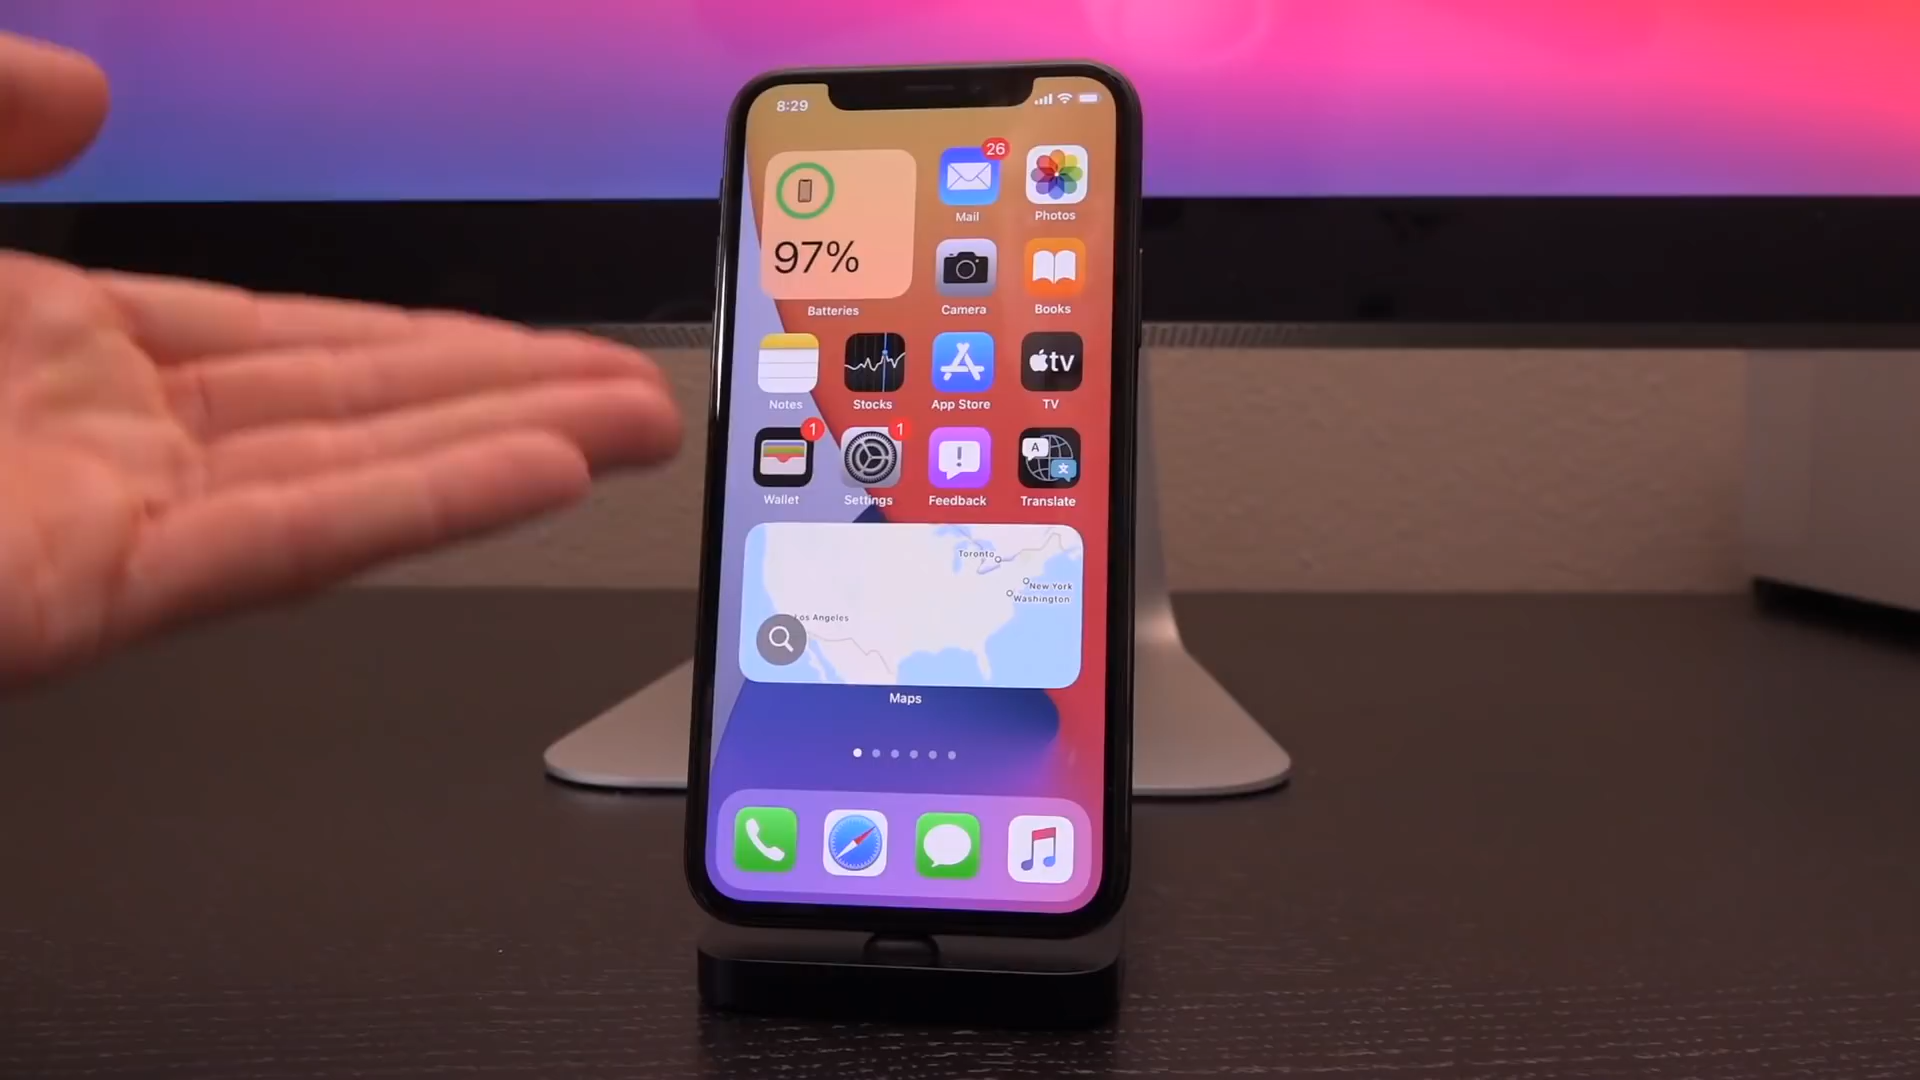 8:29
26
97%
Batteries
Mail
Photos
Camera
Books
tv
Notes
Stocks
App Store
TV
1
1
A
文
Wallet
Settings
Feedback
Translate
Toronto
New York
Washington
Los Angeles
Maps